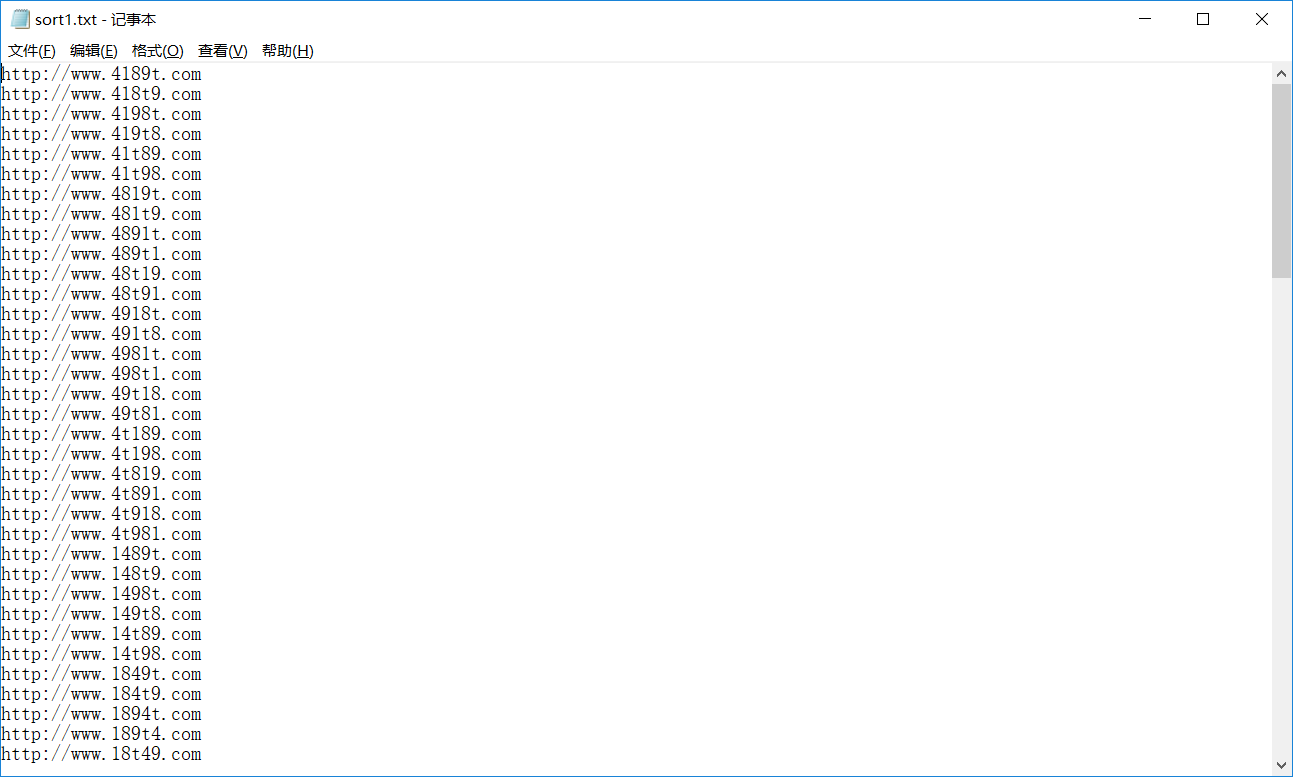 sort1.txt - 记事本
文件(F) 编辑(E) 格式(O) 查看(V) 帮助(H)
http://www.4189t.com
http://www.418t9.com
http://www.4198t.com
http://www.419t8.com
http://www.41t89.com
http://www.41t98.com
http://www.4819t.com
http://www.481t9.com
http://www.4891t.com
http://www.489t1.com
http://www.48t19.com
http://www.48t91.com
http://www.4918t.com
http://www.491t8.com
http://www.4981t.com
http://www.498t1.com
http://www.49t18.com
http://www.49t81.com
http://www.4t189.com
http://www.4t198.com
http://www.4t819.com
http://www.4t891.com
http://www.4t918.com
http://www.4t981.com
http://www.1489t.com
http://www.148t9.com
http://www.1498t.com
http://www.149t8.com
http://www.14t89.com
http://www.14t98.com
http://www.1849t.com
http://www.184t9.com
http://www.1894t.com
http://www.189t4.com
http://www.18t49.com